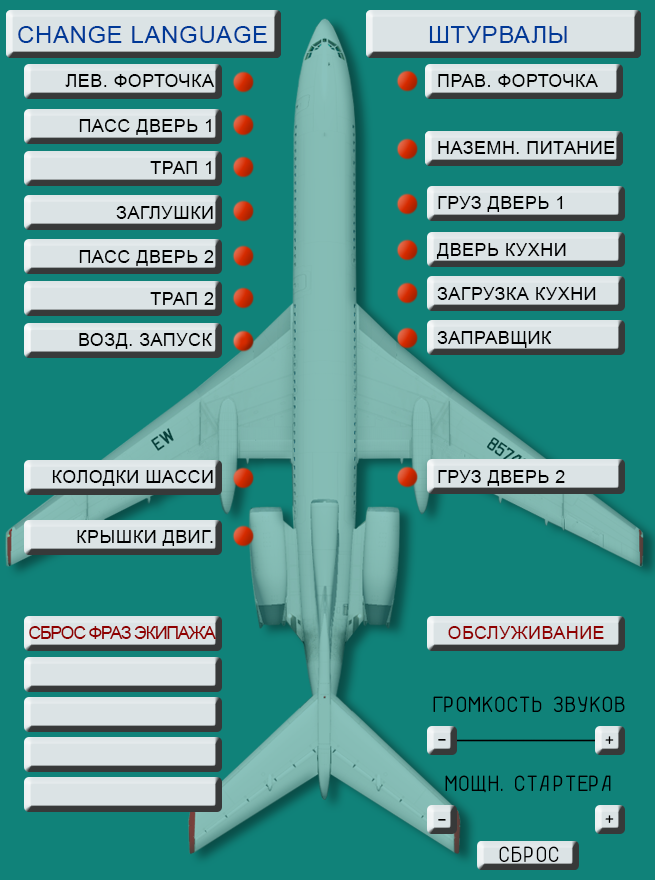 CHANGE LANGUAGE
ШТУРВАЛЫ
ЛЕВ. ФОРТОЧКА
ПРАВ. ФОРТОЧКА
ПАСС ДВЕРЬ 1
НАЗЕМН. ПИТАНИЕ
ТРАП 1
ЗАГЛУШКИ
ГРУЗ ДВЕРЬ 1
ПАСС ДВЕРЬ 2
ДВЕРЬ КУХНИ
ТРАП 2
ЗАГРУЗКА КУХНИ
ВОЗД. ЗАПУСК
ЗАПРАВЩИК
EW
КОЛОДКИ ШАССИ
ГРУЗ ДВЕРЬ 2
КРЫШКИ ДВИГ.
СБРОС ФРАЗ ЭКИПАЖА
ОБСЛУЖИВАНИЕ
ГРОМКОСТЬ ЗВУКОВ
- +
МОЩН. СТАРТЕРА
- +
СБРОС